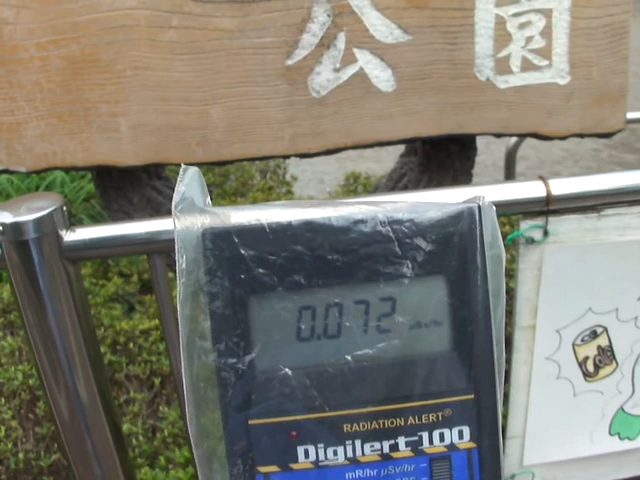 公園
0.072
RADIATION ALERT®
Digilert-100
mR/hr μSv/hr
Cola